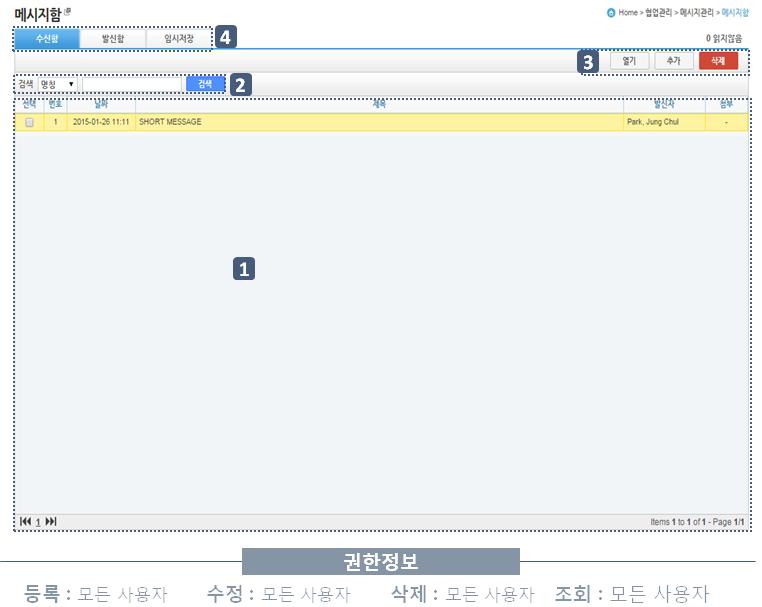 메시지함
Home > 협업관리 > 메시지관리 > 메시지함
수신함 발신함 임시저장 4
0 읽지않음
3 열기 추가 삭제
검색 명칭 검색 2
선택 번호 날짜 제목 발신자 첨부
1 2015-01-26 11:11 SHORT MESSAGE Park, Jung Chul -
1
1 Items 1 to 1 of 1 - Page 1/1
권한정보
등록 : 모든 사용자 수정 : 모든 사용자 삭제 : 모든 사용자 조회 : 모든 사용자